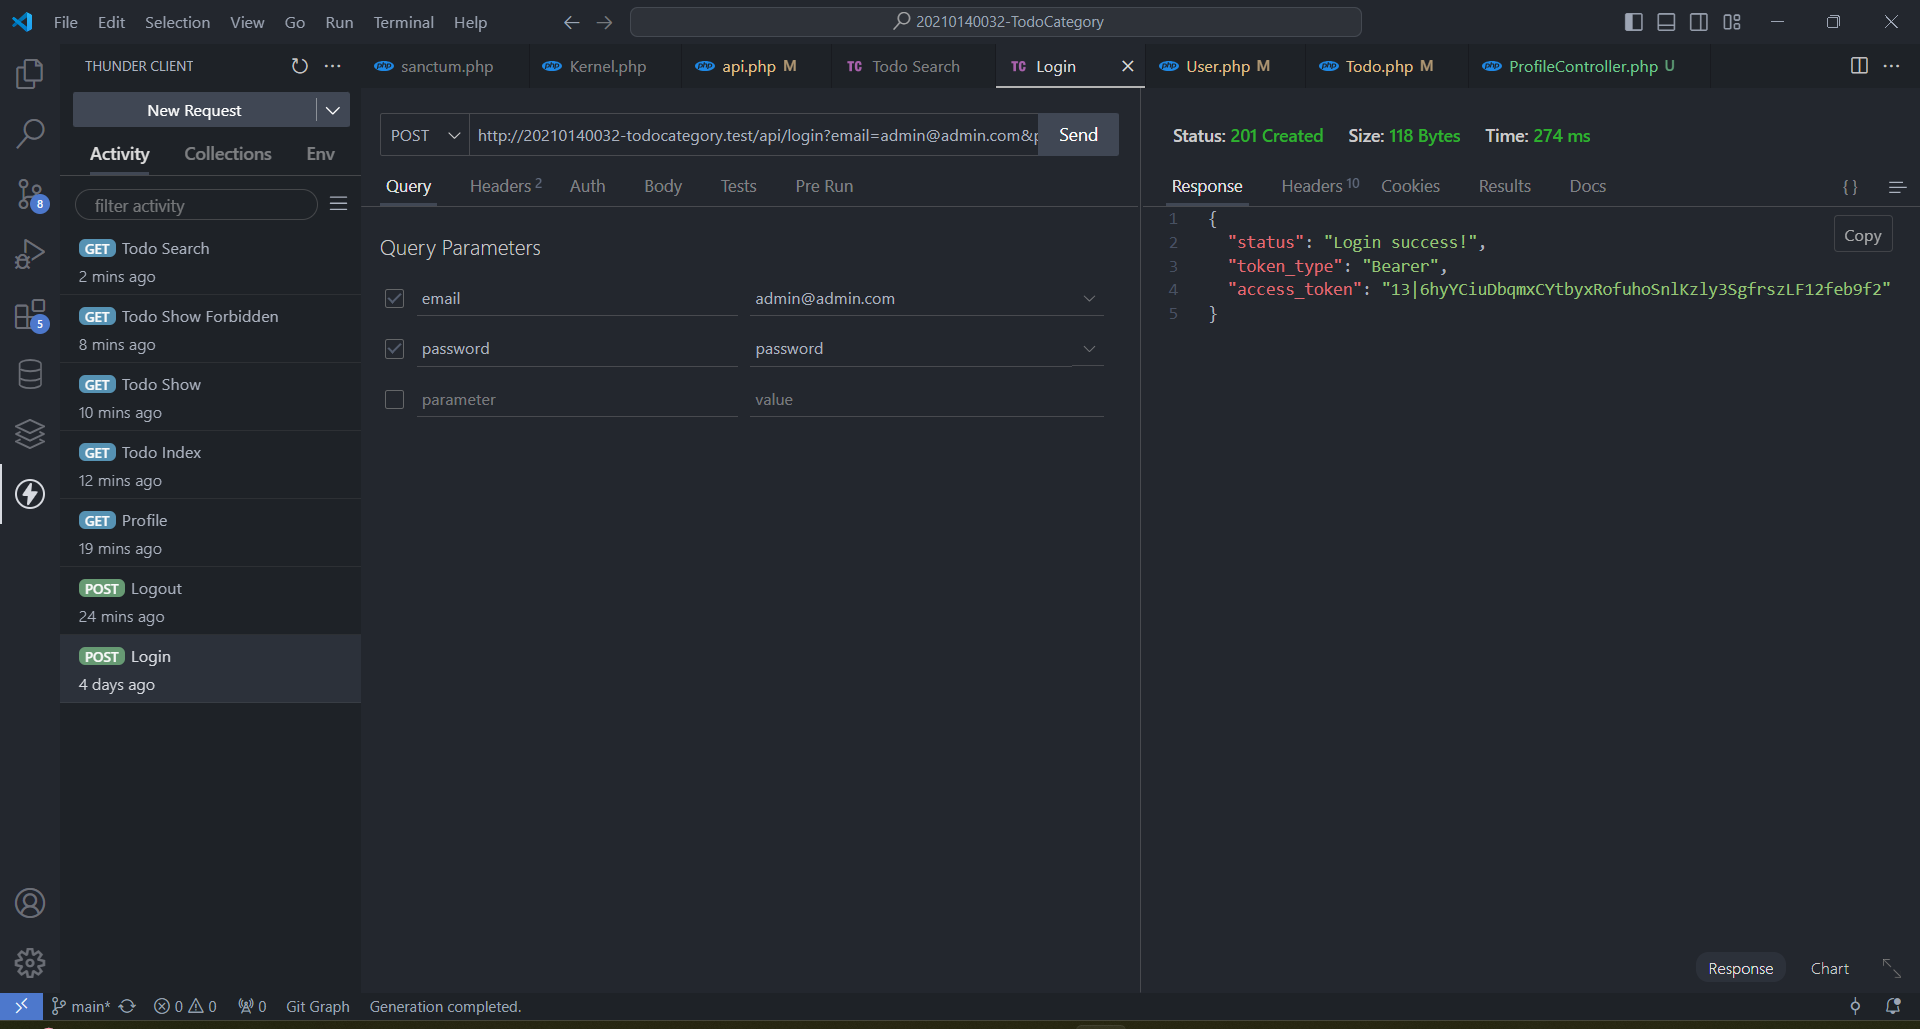 File Edit Selection View Go Run Terminal Help
20210140032-TodoCategory
THUNDER CLIENT
sanctum.php
Kernel.php
api.php M
TC Todo Search
TC Login
User.php M
Todo.php M
ProfileController.php U
New Request
Activity Collections Env
filter activity
GET Todo Search
2 mins ago
GET Todo Show Forbidden
8 mins ago
GET Todo Show
10 mins ago
GET Todo Index
12 mins ago
GET Profile
19 mins ago
POST Logout
24 mins ago
POST Login
4 days ago
8
5
POST http://20210140032-todocategory.test/api/login?email=admin@admin.com&p Send
Query Headers 2 Auth Body Tests Pre Run
Query Parameters
email admin@admin.com
password password
parameter value
Status: 201 Created Size: 118 Bytes Time: 274 ms
Response Headers 10 Cookies Results Docs { }
Copy
1 {
2 "status": "Login success!",
3 "token_type": "Bearer",
4 "access_token": "13|6hyYCiuDbqmxCYtbyxRofuhoSnlKzly3SgfrszLF12feb9f2"
5 }
Response Chart
main* 0 0 0 Git Graph Generation completed.